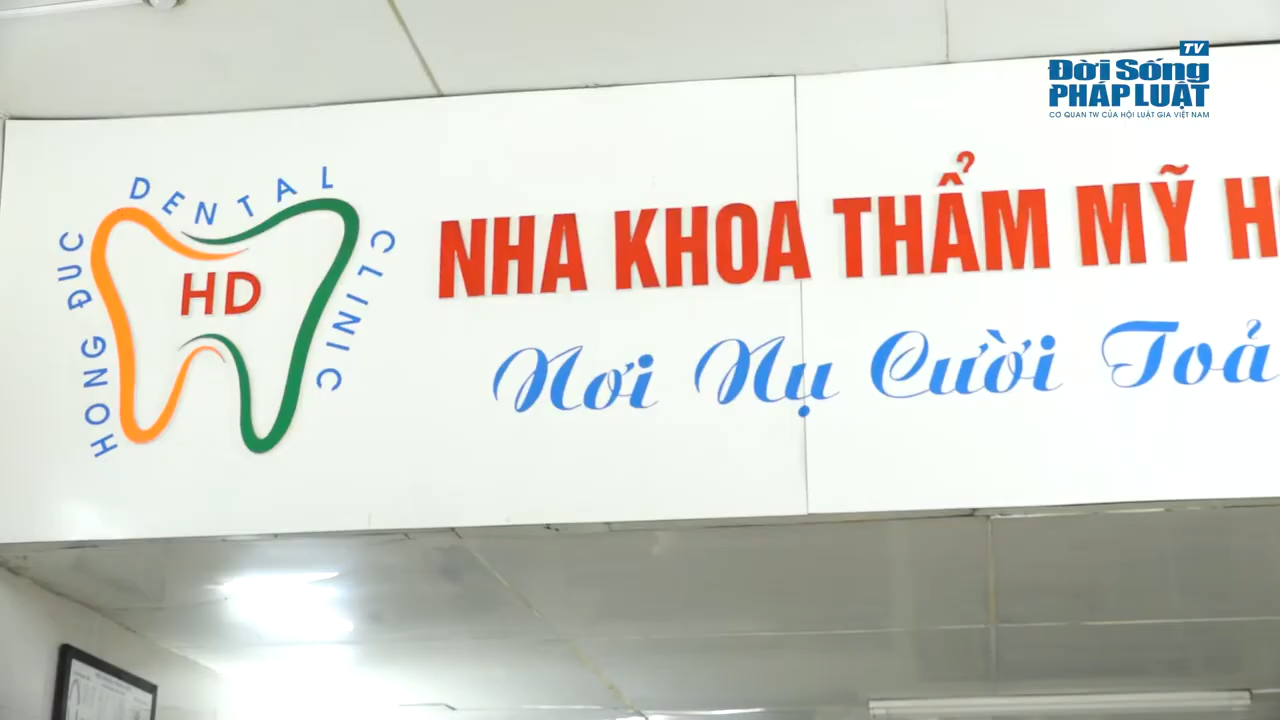 TV
Đời Sống
PHÁP LUẬT
CƠ QUAN TW CỦA HỘI LUẬT GIA VIỆT NAM
HONG ĐUC DENTAL CLINIC
HD
NHA KHOA THẨM MỸ
Nơi Nụ Cười Toả